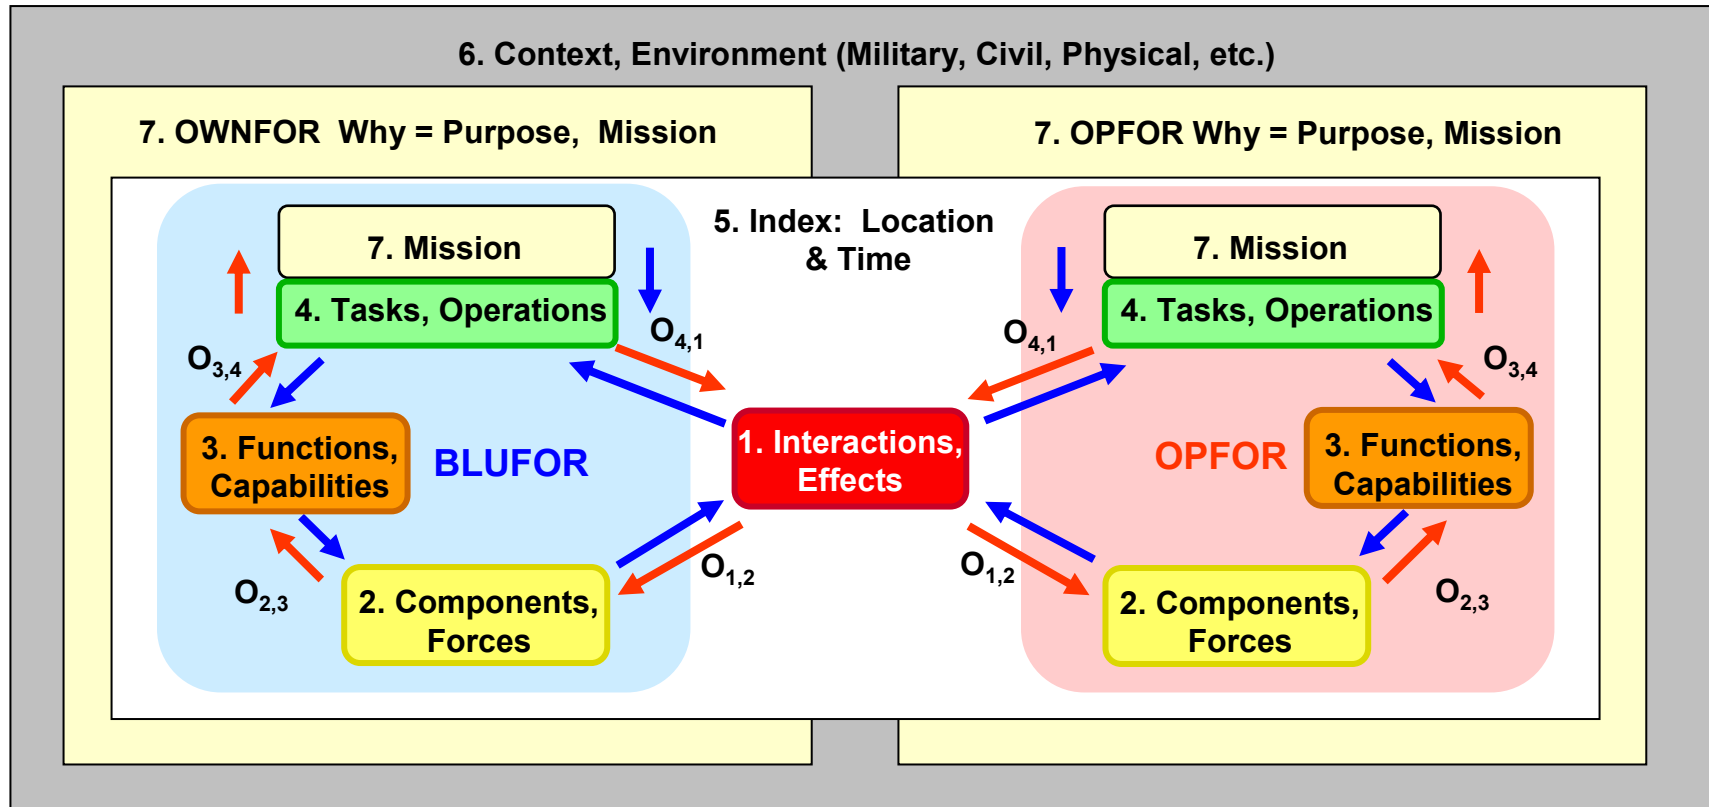 6. Context, Environment (Military, Civil, Physical, etc.)
7. OWNFOR  Why = Purpose,  Mission
7. OPFOR Why = Purpose, Mission
5. Index:  Location
& Time
7. Mission
4. Tasks, Operations
O3,4
O4,1
3. Functions,
Capabilities
BLUFOR
O2,3
2. Components,
Forces
O1,2
1. Interactions,
Effects
7. Mission
4. Tasks, Operations
O4,1
O3,4
OPFOR
3. Functions,
Capabilities
O1,2
2. Components,
Forces
O2,3